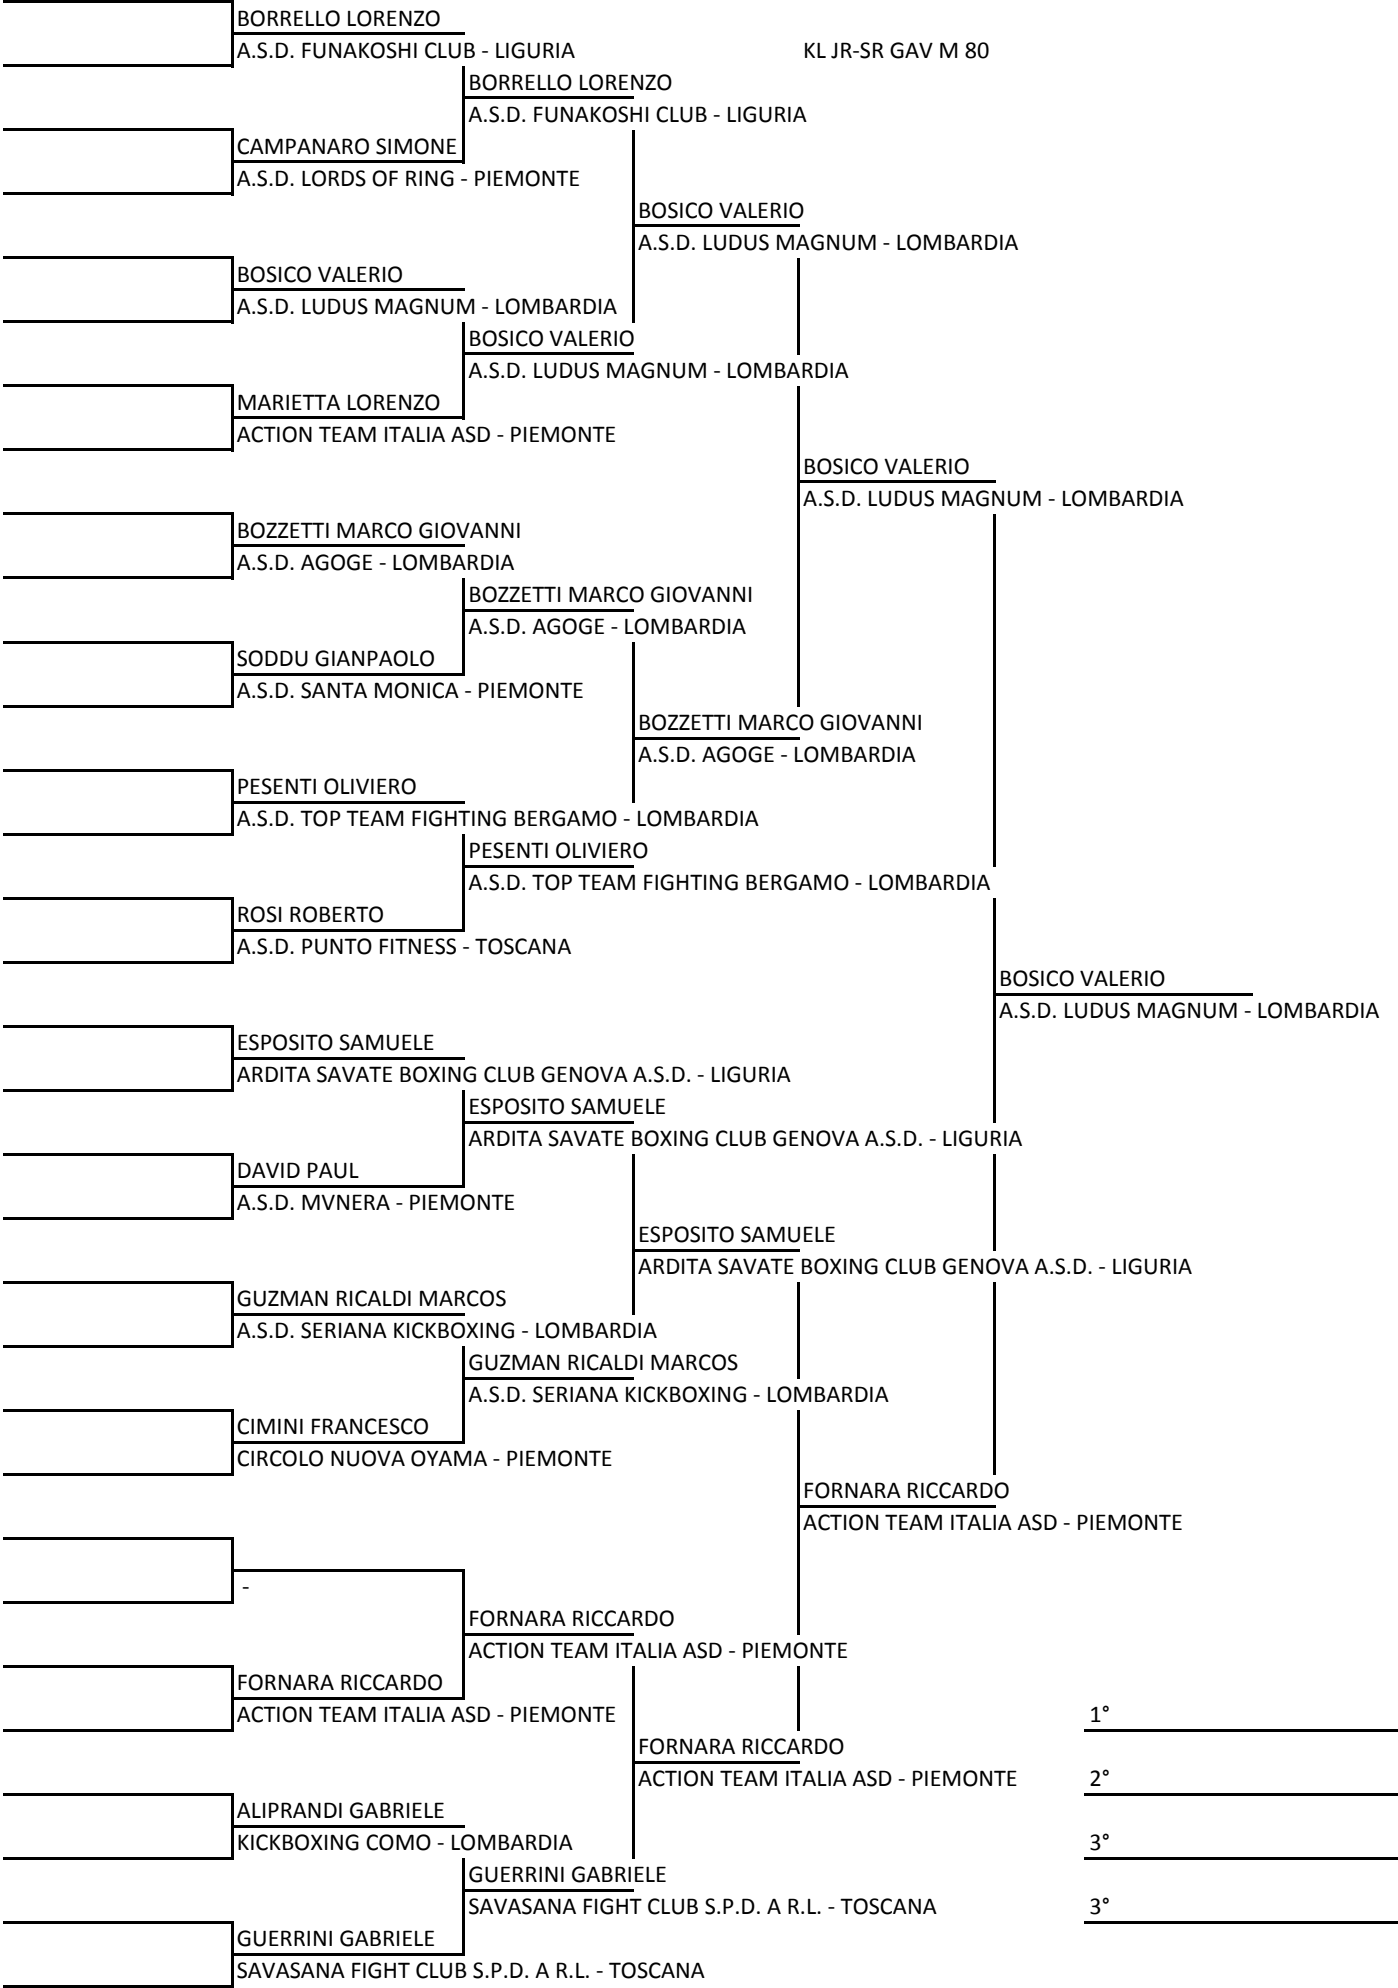 BORRELLO LORENZO
A.S.D. FUNAKOSHI CLUB - LIGURIA
KL JR-SR GAV M 80
BORRELLO LORENZO
A.S.D. FUNAKOSHI CLUB - LIGURIA
CAMPANARO SIMONE
A.S.D. LORDS OF RING - PIEMONTE
BOSICO VALERIO
A.S.D. LUDUS MAGNUM - LOMBARDIA
BOSICO VALERIO
A.S.D. LUDUS MAGNUM - LOMBARDIA
BOSICO VALERIO
A.S.D. LUDUS MAGNUM - LOMBARDIA
MARIETTA LORENZO
ACTION TEAM ITALIA ASD - PIEMONTE
BOSICO VALERIO
A.S.D. LUDUS MAGNUM - LOMBARDIA
BOZZETTI MARCO GIOVANNI
A.S.D. AGOGE - LOMBARDIA
BOZZETTI MARCO GIOVANNI
A.S.D. AGOGE - LOMBARDIA
SODDU GIANPAOLO
A.S.D. SANTA MONICA - PIEMONTE
BOZZETTI MARCO GIOVANNI
A.S.D. AGOGE - LOMBARDIA
PESENTI OLIVIERO
A.S.D. TOP TEAM FIGHTING BERGAMO - LOMBARDIA
PESENTI OLIVIERO
A.S.D. TOP TEAM FIGHTING BERGAMO - LOMBARDIA
ROSI ROBERTO
A.S.D. PUNTO FITNESS - TOSCANA
BOSICO VALERIO
A.S.D. LUDUS MAGNUM - LOMBARDIA
ESPOSITO SAMUELE
ARDITA SAVATE BOXING CLUB GENOVA A.S.D. - LIGURIA
ESPOSITO SAMUELE
ARDITA SAVATE BOXING CLUB GENOVA A.S.D. - LIGURIA
DAVID PAUL
A.S.D. MVNERA - PIEMONTE
ESPOSITO SAMUELE
ARDITA SAVATE BOXING CLUB GENOVA A.S.D. - LIGURIA
GUZMAN RICALDI MARCOS
A.S.D. SERIANA KICKBOXING - LOMBARDIA
GUZMAN RICALDI MARCOS
A.S.D. SERIANA KICKBOXING - LOMBARDIA
CIMINI FRANCESCO
CIRCOLO NUOVA OYAMA - PIEMONTE
FORNARA RICCARDO
ACTION TEAM ITALIA ASD - PIEMONTE
-
FORNARA RICCARDO
ACTION TEAM ITALIA ASD - PIEMONTE
FORNARA RICCARDO
ACTION TEAM ITALIA ASD - PIEMONTE
1°
FORNARA RICCARDO
ACTION TEAM ITALIA ASD - PIEMONTE
2°
ALIPRANDI GABRIELE
KICKBOXING COMO - LOMBARDIA
3°
GUERRINI GABRIELE
SAVASANA FIGHT CLUB S.P.D. A R.L. - TOSCANA
3°
GUERRINI GABRIELE
SAVASANA FIGHT CLUB S.P.D. A R.L. - TOSCANA